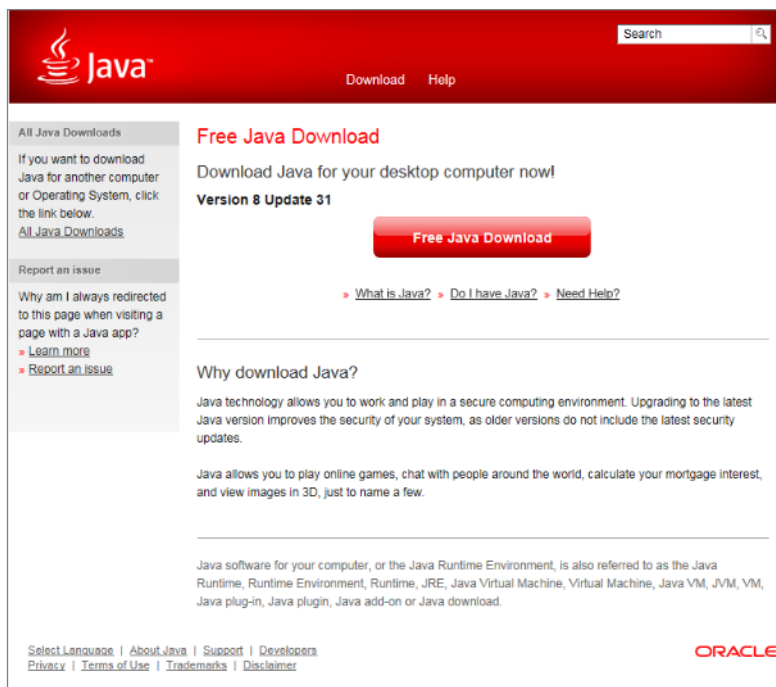 Java™
Search
Download Help
All Java Downloads
If you want to download
Java for another computer
or Operating System, click
the link below.
All Java Downloads
Report an issue
Why am I always redirected
to this page when visiting a
page with a Java app?
» Learn more
» Report an issue
Free Java Download
Download Java for your desktop computer now!
Version 8 Update 31
Free Java Download
» What is Java? » Do I have Java? » Need Help?
Why download Java?
Java technology allows you to work and play in a secure computing environment. Upgrading to the latest
Java version improves the security of your system, as older versions do not include the latest security
updates.
Java allows you to play online games, chat with people around the world, calculate your mortgage interest,
and view images in 3D, just to name a few.
Java software for your computer, or the Java Runtime Environment, is also referred to as the Java
Runtime, Runtime Environment, Runtime, JRE, Java Virtual Machine, Virtual Machine, Java VM, JVM, VM,
Java plug-in, Java plugin, Java add-on or Java download.
Select Language | About Java | Support | Developers
Privacy | Terms of Use | Trademarks | Disclaimer
ORACLE